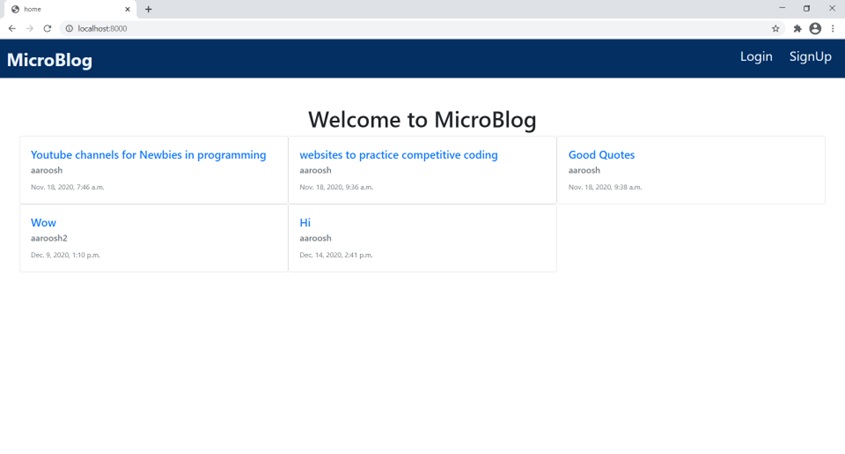 home
localhost:8000
MicroBlog
Login
SignUp
Welcome to MicroBlog
Youtube channels for Newbies in programming
aaroosh
Nov. 18, 2020, 7:46 a.m.
websites to practice competitive coding
aaroosh
Nov. 18, 2020, 9:36 a.m.
Good Quotes
aaroosh
Nov. 18, 2020, 9:38 a.m.
Wow
aaroosh2
Dec. 9, 2020, 1:10 p.m.
Hi
aaroosh
Dec. 14, 2020, 2:41 p.m.